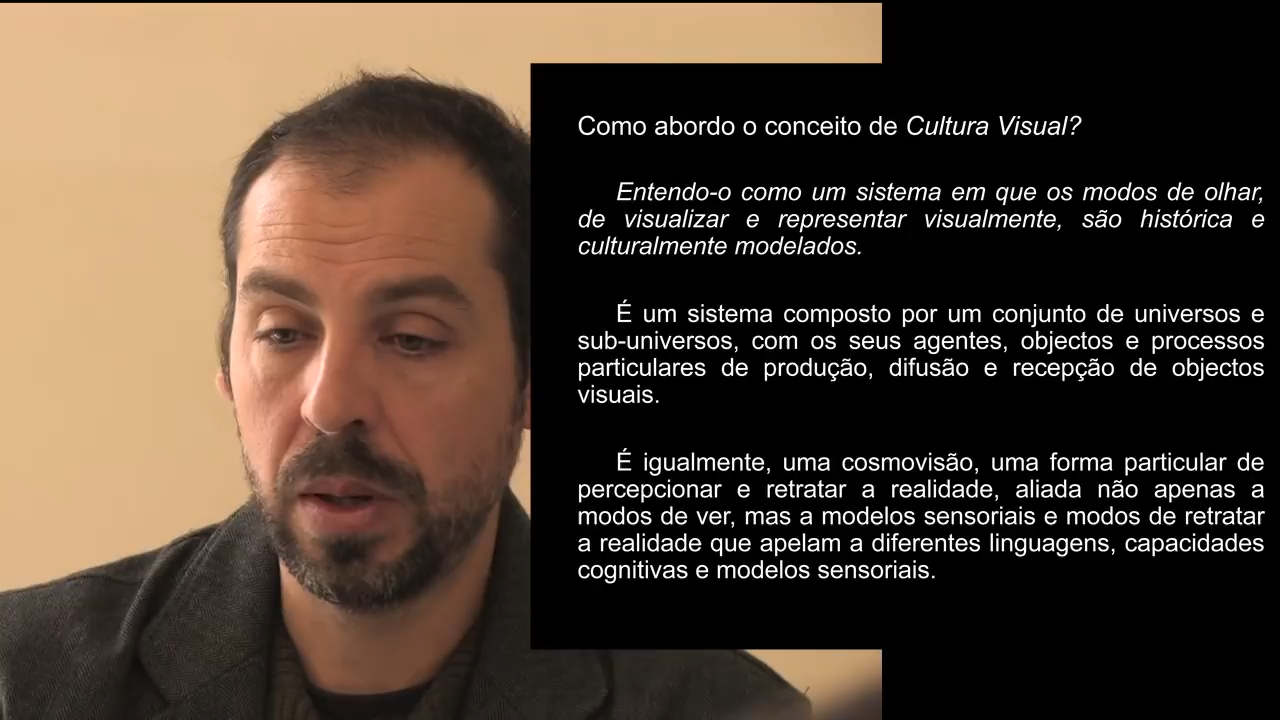 Como abordo o conceito de Cultura Visual?
Entendo-o como um sistema em que os modos de olhar,
de visualizar e representar visualmente, são histórica e
culturalmente modelados.
É um sistema composto por um conjunto de universos e
sub-universos, com os seus agentes, objectos e processos
particulares de produção, difusão e recepção de objectos
visuais.
É igualmente, uma cosmovisão, uma forma particular de
percepcionar e retratar a realidade, aliada não apenas a
modos de ver, mas a modelos sensoriais e modos de retratar
a realidade que apelam a diferentes linguagens, capacidades
cognitivas e modelos sensoriais.